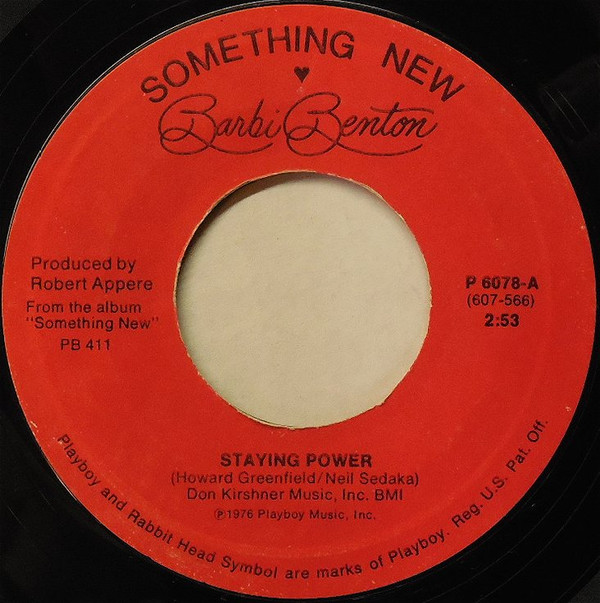 SOMETHING NEW
Barbi Benton
Produced by
Robert Appere
From the album
"Something New"
PB 411
P 6078-A
(607-566)
2:53
STAYING POWER
(Howard Greenfield/Neil Sedaka)
Don Kirshner Music, Inc. BMI
℗1976 Playboy Music, Inc.
Playboy and Rabbit Head Symbol are marks of Playboy. Reg. U.S. Pat. Off.